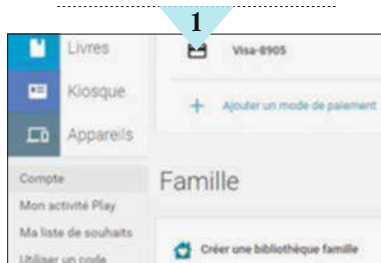 1
Livres
Visa-8905
Kiosque
Ajouter un mode de paiement
Appareils
Compte
Famille
Mon activité Play
Ma liste de souhaits
Créer une bibliothèque famille
Utiliser un code